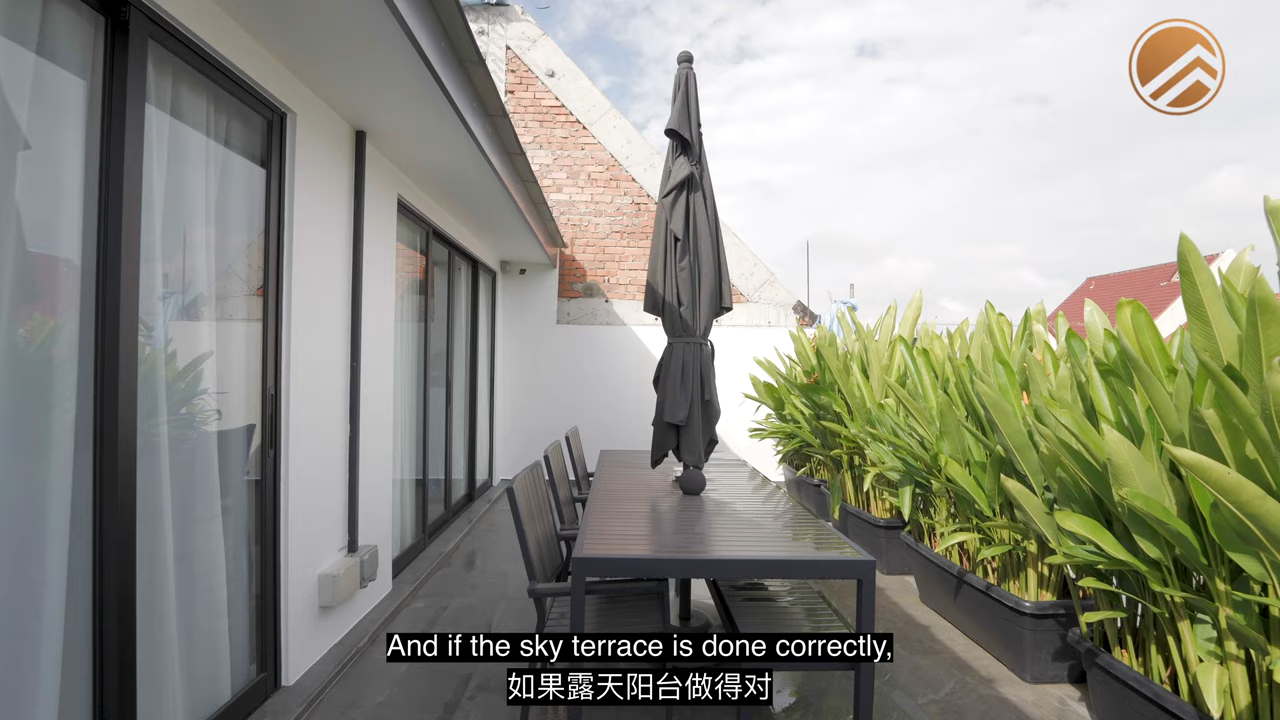 And if the sky terrace is done correctly,
如果露天阳台做得对